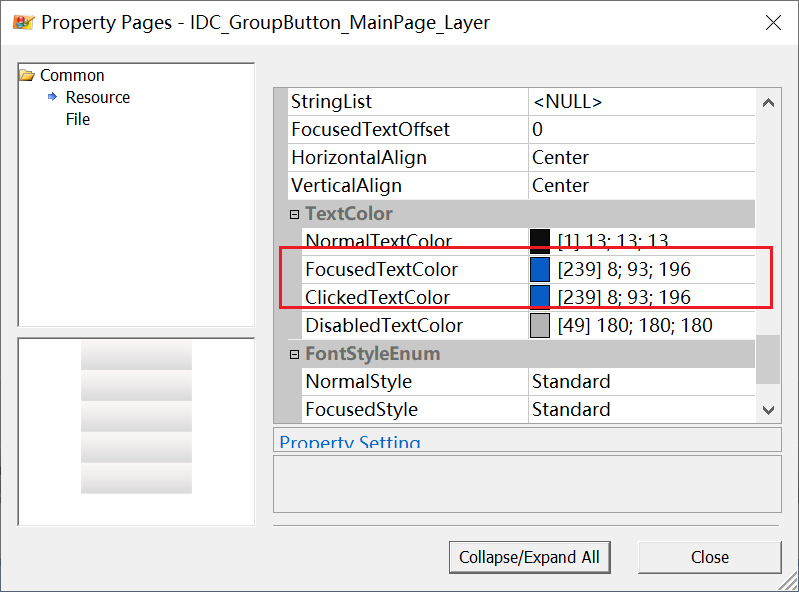 Property Pages - IDC_GroupButton_MainPage_Layer
Common
Resource
File
StringList <NULL>
FocusedTextOffset 0
HorizontalAlign Center
VerticalAlign Center
TextColor
NormalTextColor [1] 13; 13; 13
FocusedTextColor [239] 8; 93; 196
ClickedTextColor [239] 8; 93; 196
DisabledTextColor [49] 180; 180; 180
FontStyleEnum
NormalStyle Standard
FocusedStyle Standard
Property Setting
Collapse/Expand All
Close